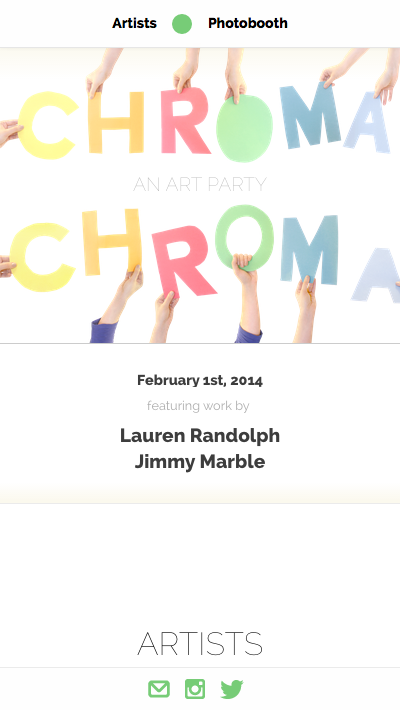 Artists Photobooth
CHROMA
AN ART PARTY
CHROMA
February 1st, 2014
featuring work by
Lauren Randolph
Jimmy Marble
ARTISTS